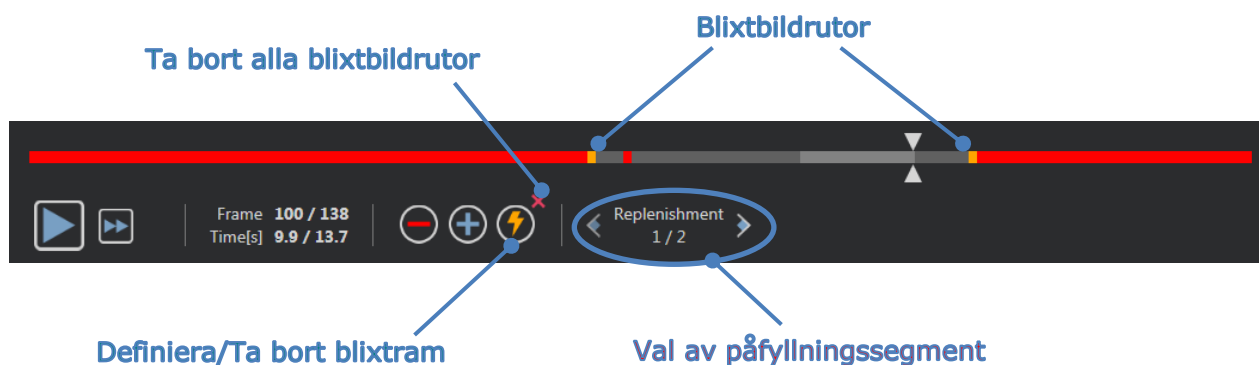 Blixtbildrutor
Ta bort alla blixtbildrutor
Frame 100 / 138
Time[s] 9.9 / 13.7
Replenishment
1 / 2
Definiera/Ta bort blixtram
Val av påfyllningssegment